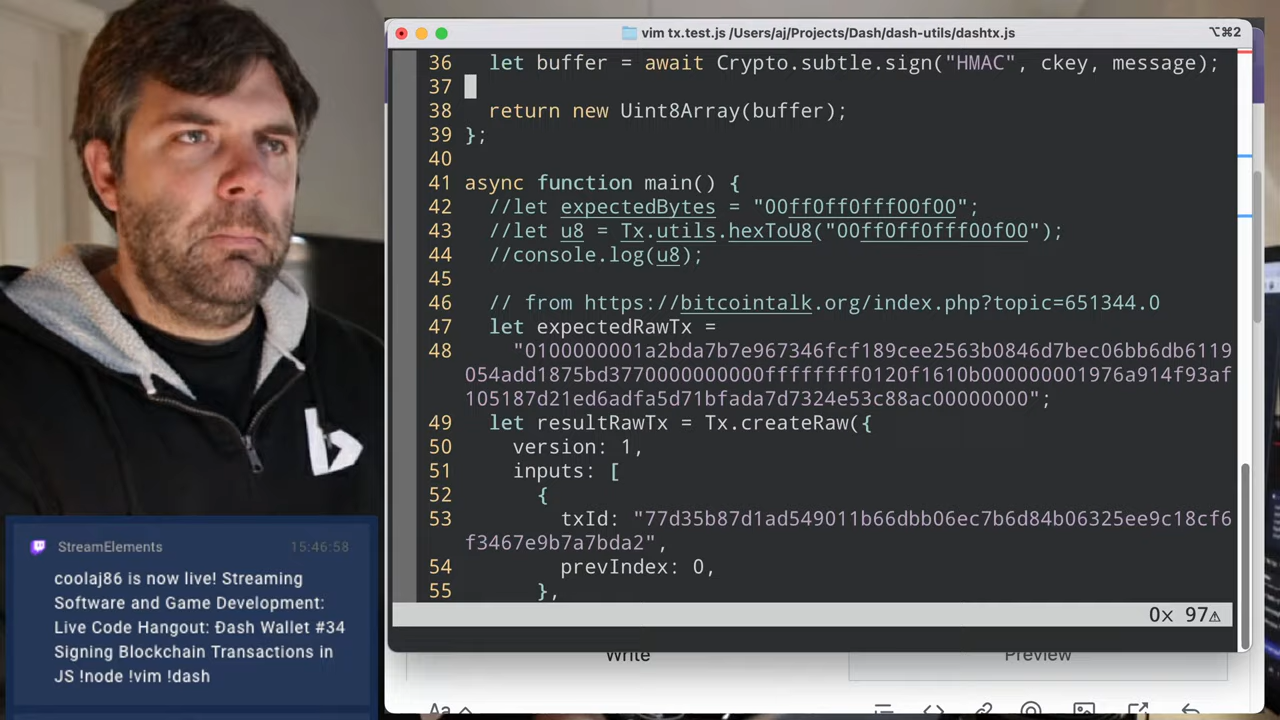 vim tx.test.js /Users/aj/Projects/Dash/dash-utils/dashtx.js
⌥⌘2
36 let buffer = await Crypto.subtle.sign("HMAC", ckey, message);
37
38 return new Uint8Array(buffer);
39 };
40
41 async function main() {
42 //let expectedBytes = "00ff0ff0fff00f00";
43 //let u8 = Tx.utils.hexToU8("00ff0ff0fff00f00");
44 //console.log(u8);
45
46 // from https://bitcointalk.org/index.php?topic=651344.0
47 let expectedRawTx =
48 "0100000001a2bda7b7e967346fcf189cee2563b0846d7bec06bb6db6119
054add1875bd3770000000000ffffffff0120f1610b000000001976a914f93af
105187d21ed6adfa5d71bfada7d7324e53c88ac00000000";
49 let resultRawTx = Tx.createRaw({
50 version: 1,
51 inputs: [
52 {
53 txId: "77d35b87d1ad549011b66dbb06ec7b6d84b06325ee9c18cf6
f3467e9b7a7bda2",
54 prevIndex: 0,
55 },
0× 97⚠
Write
Preview
Aa
StreamElements
15:46:58
coolaj86 is now live! Streaming
Software and Game Development:
Live Code Hangout: Đash Wallet #34
Signing Blockchain Transactions in
JS !node !vim !dash